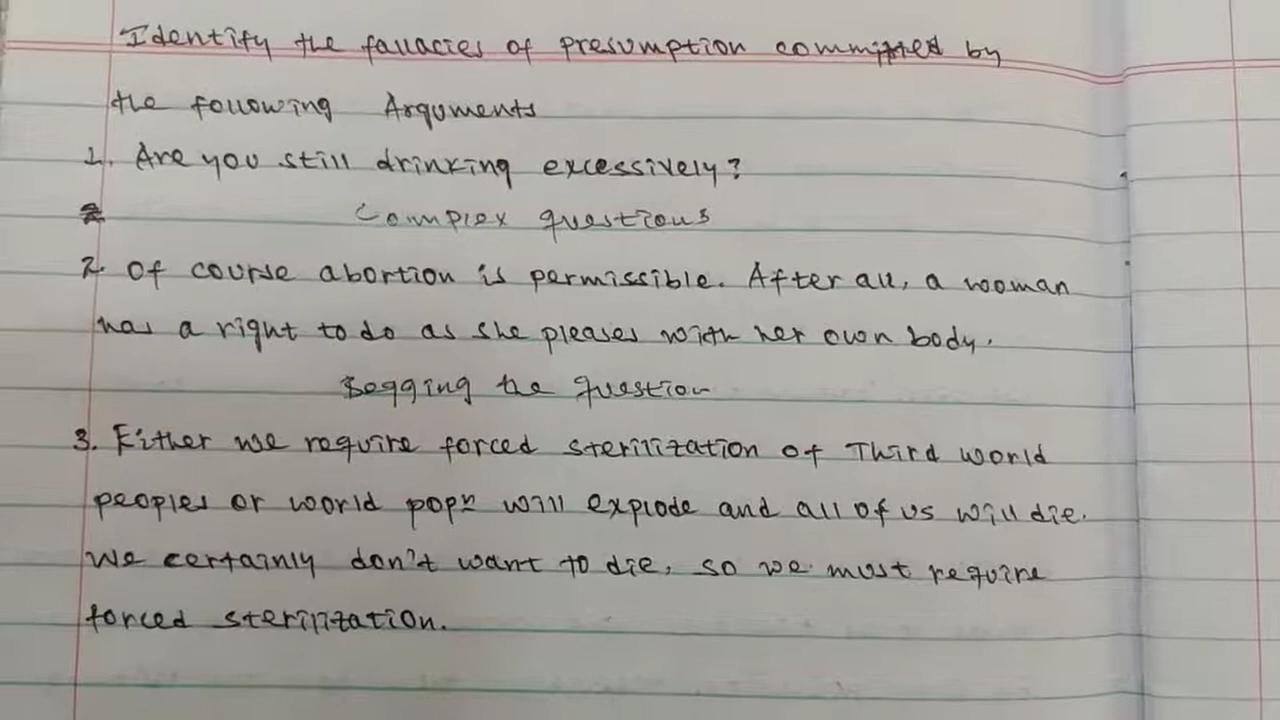 Identify the fallacies of presumption committed by
the following Arguments
1. Are you still drinking excessively?
Complex questions
2. Of course abortion is permissible. After all, a woman
has a right to do as she pleases with her own body.
Begging the question
3. Either we require forced sterilization of Third world
peoples or world popn will explode and all of us will die.
We certainly don't want to die, so we must require
forced sterilization.